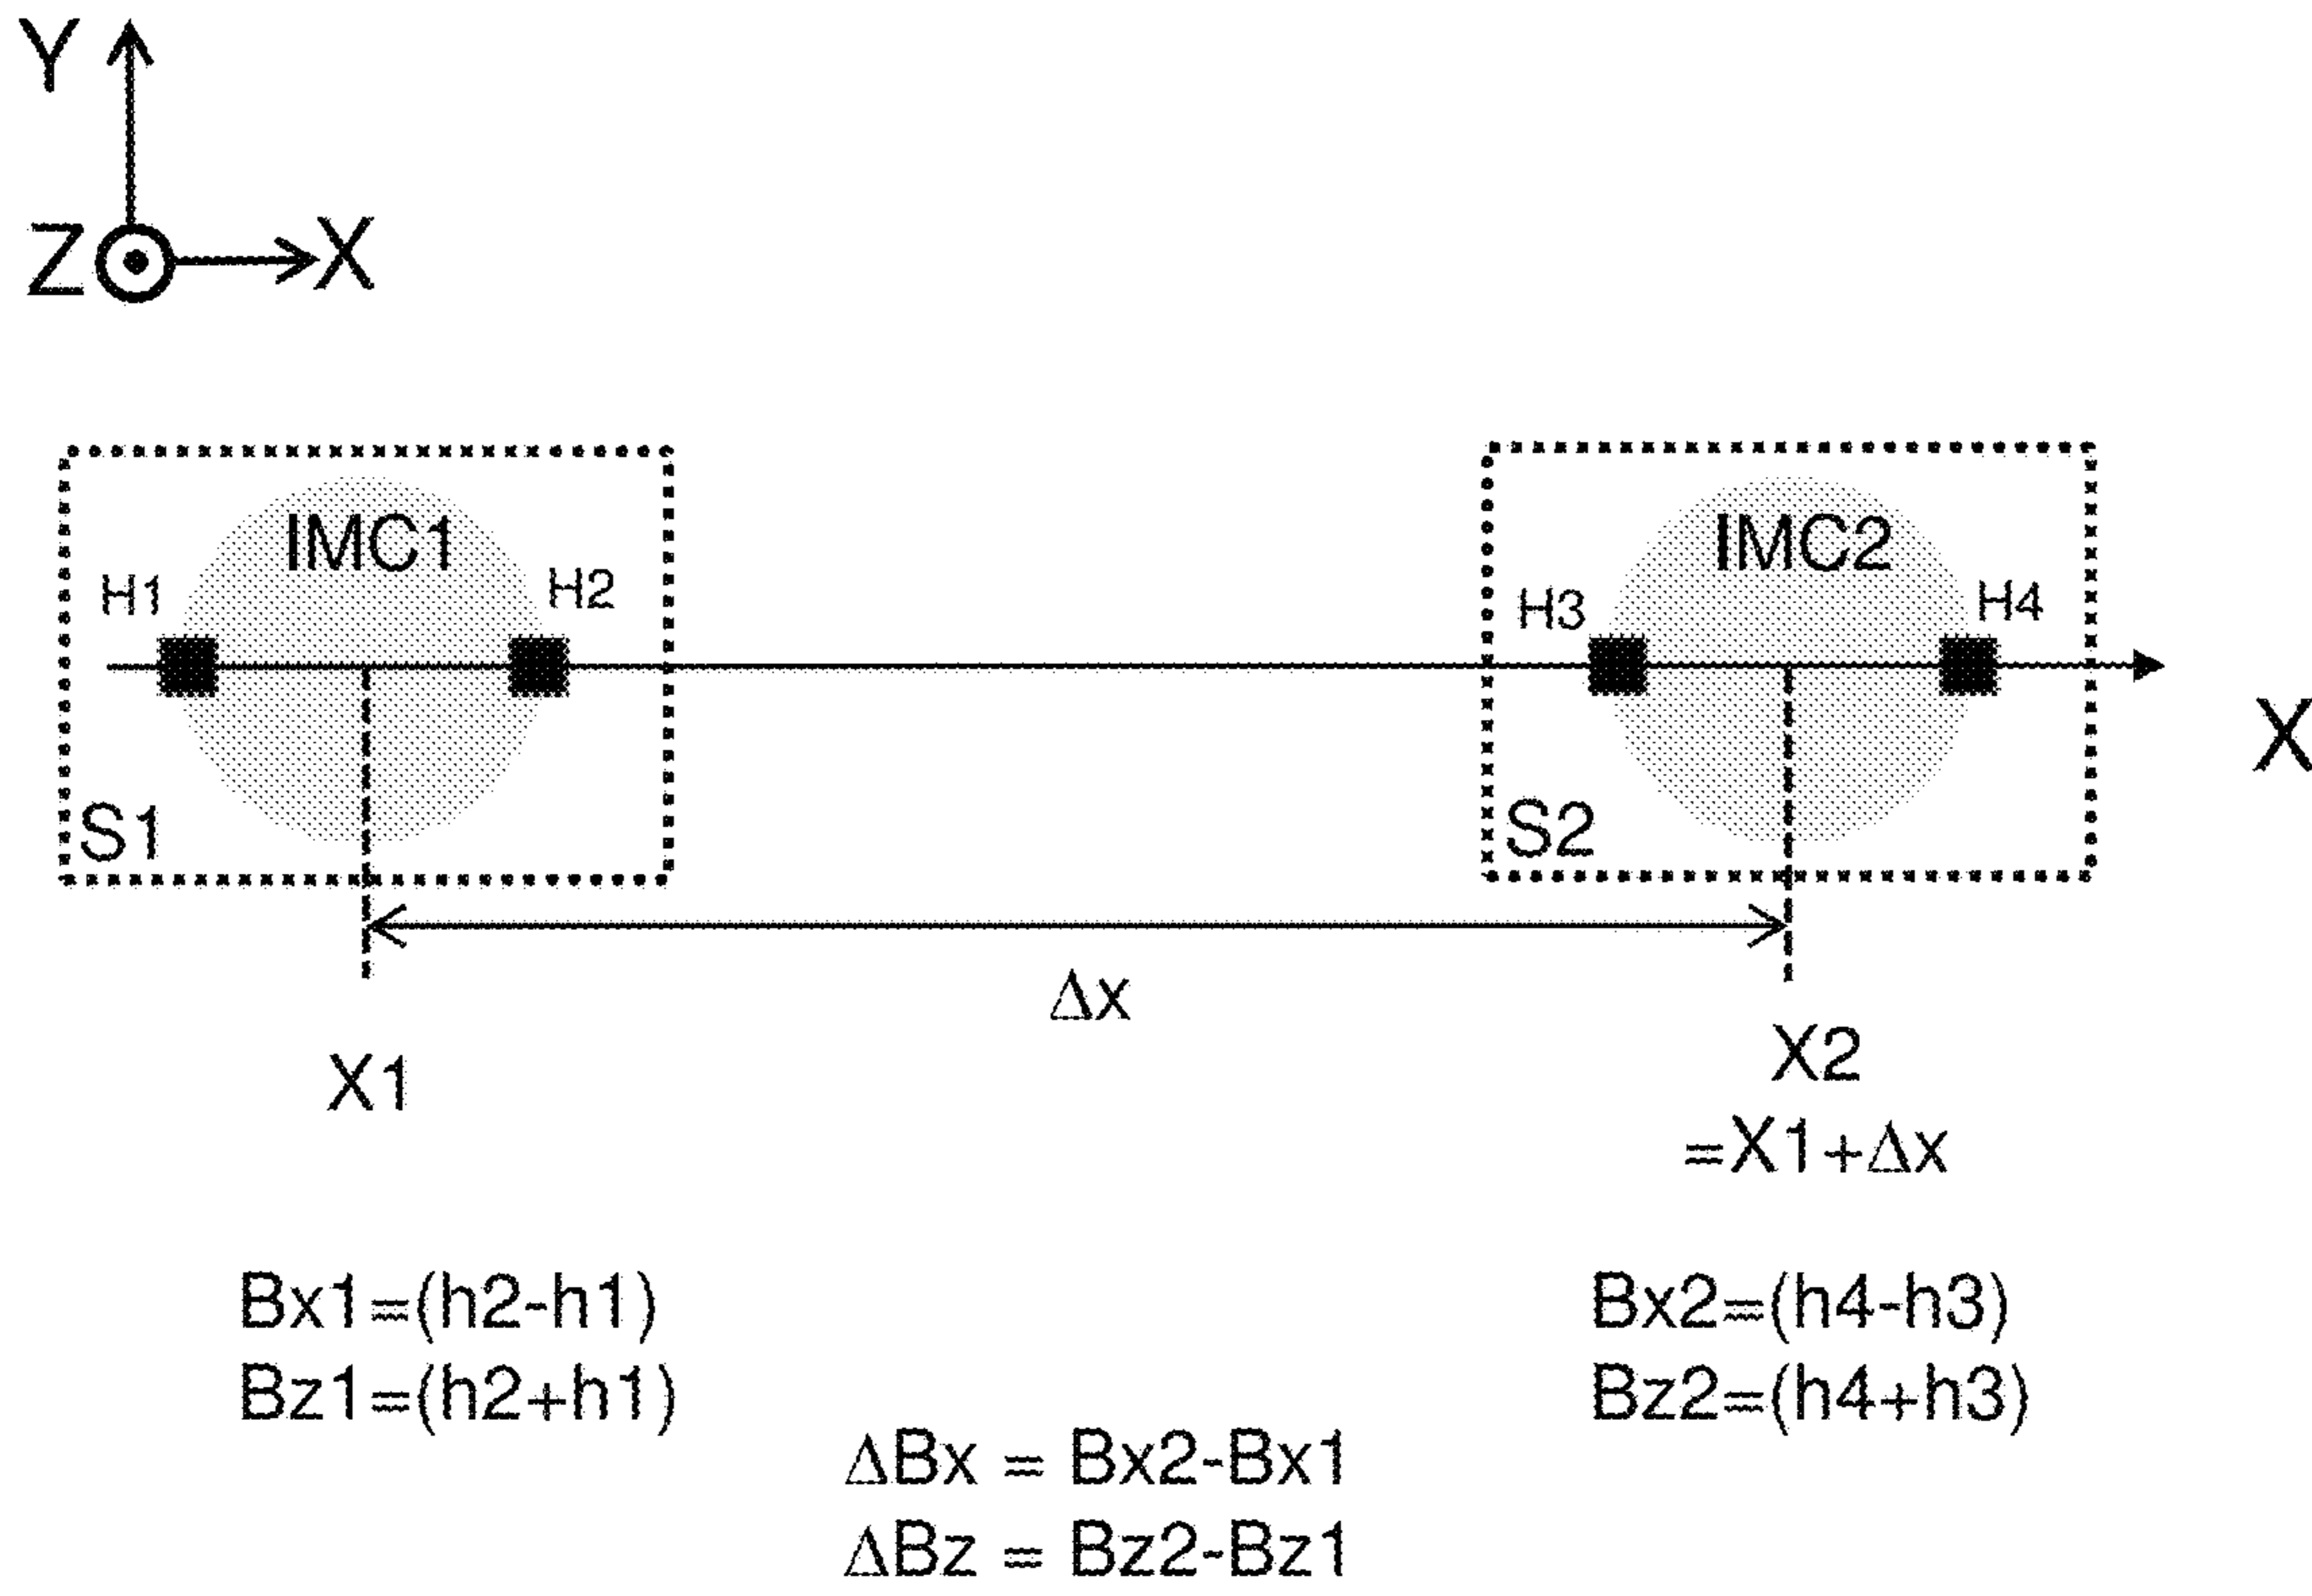 Y
Z
X
IMC1
IMC2
H1
H2
H3
H4
X
S1
S2
Δx
X1
X2
=X1+Δx
Bx1=(h2-h1)
Bz1=(h2+h1)
Bx2=(h4-h3)
Bz2=(h4+h3)
ΔBx = Bx2-Bx1
ΔBz = Bz2-Bz1